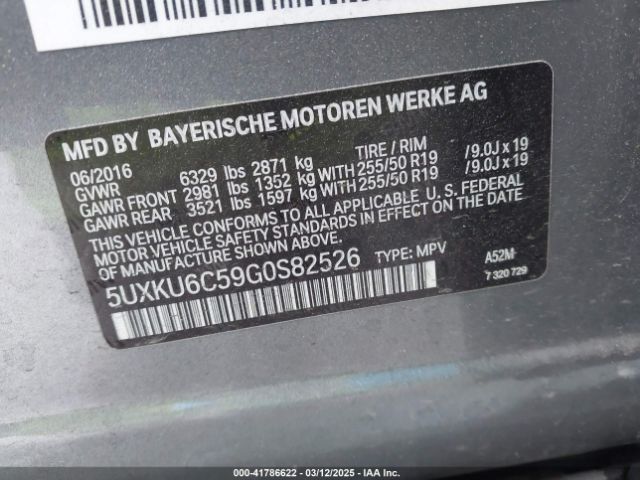 MFD BY BAYERISCHE MOTOREN WERKE AG
06/2016 TIRE / RIM
GVWR 6329 lbs 2871 kg
GAWR FRONT 2981 lbs 1352 kg WITH 255/50 R19 /9.0J x 19
GAWR REAR 3521 lbs 1597 kg WITH 255/50 R19 /9.0J x 19
THIS VEHICLE CONFORMS TO ALL APPLICABLE U.S. FEDERAL
MOTOR VEHICLE SAFETY STANDARDS IN EFFECT ON THE DATE
OF MANUFACTURE SHOWN ABOVE.
5UXKU6C59G0S82526 TYPE: MPV A52M
7 320 729
© - 41786622 - 03/12/2025 - IAA Inc.